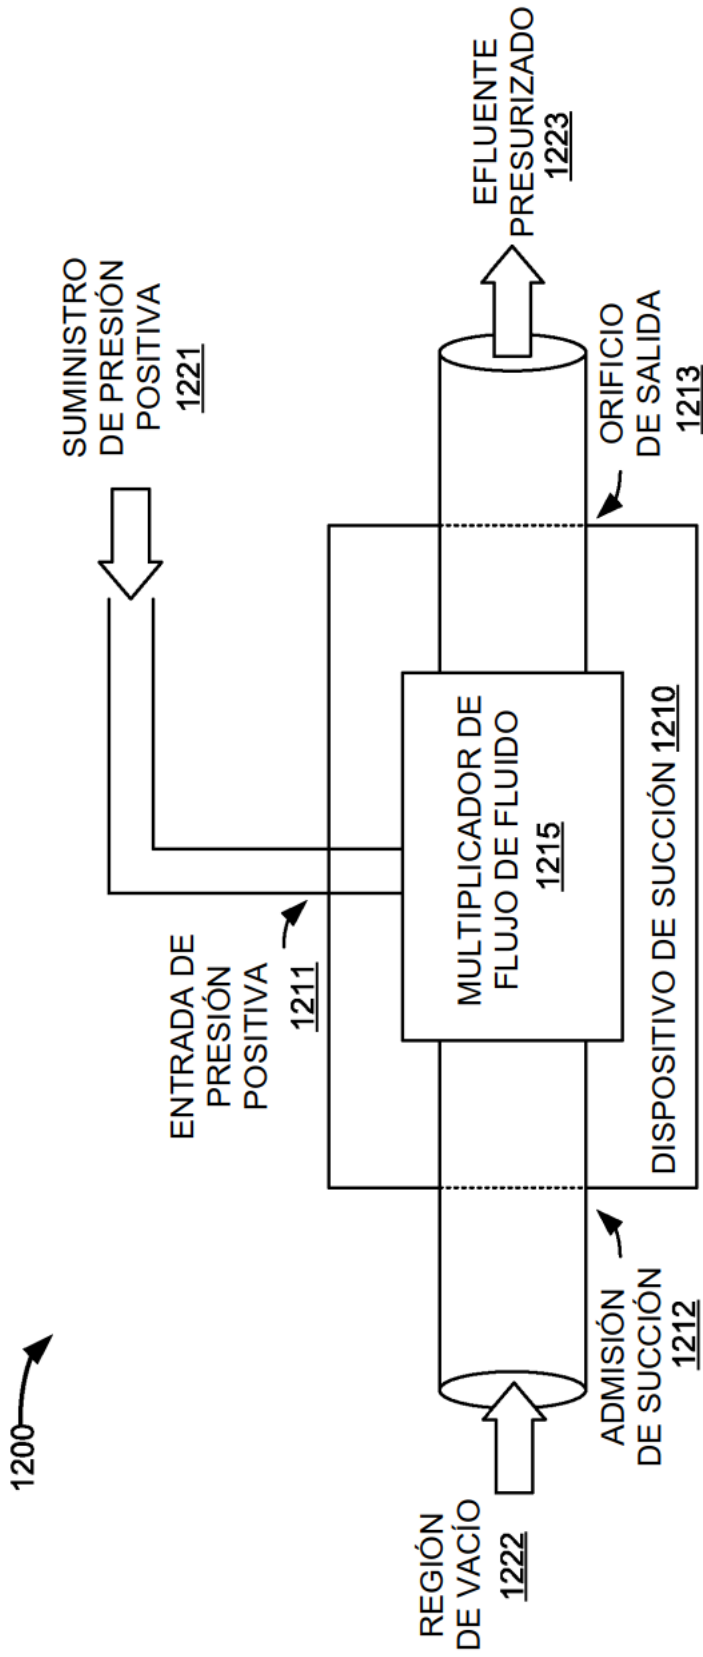 1200
SUMINISTRO
DE PRESIÓN
POSITIVA
1221
ENTRADA DE
PRESIÓN
POSITIVA
1211
REGIÓN
DE VACÍO
1222
MULTIPLICADOR DE
FLUJO DE FLUIDO
1215
EFLUENTE
PRESURIZADO
1223
ADMISIÓN
DE SUCCIÓN
1212
DISPOSITIVO DE SUCCIÓN 1210
ORIFICIO
DE SALIDA
1213